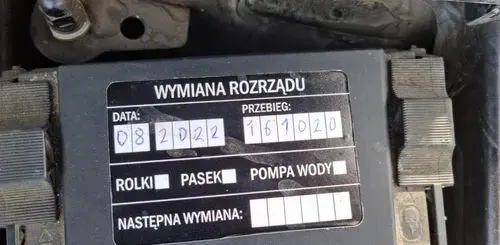 WYMIANA ROZRZĄDU
DATA: PRZEBIEG:
08 2022 161020
ROLKI PASEK POMPA WODY
NASTĘPNA WYMIANA: